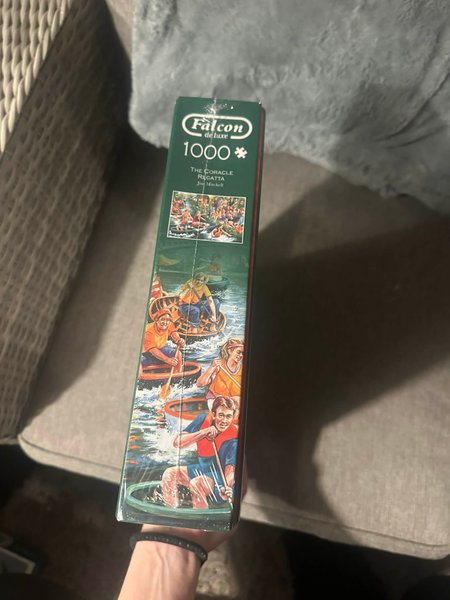 Falcon
de luxe
1000
THE CORACLE
REGATTA
Jim Mitchell